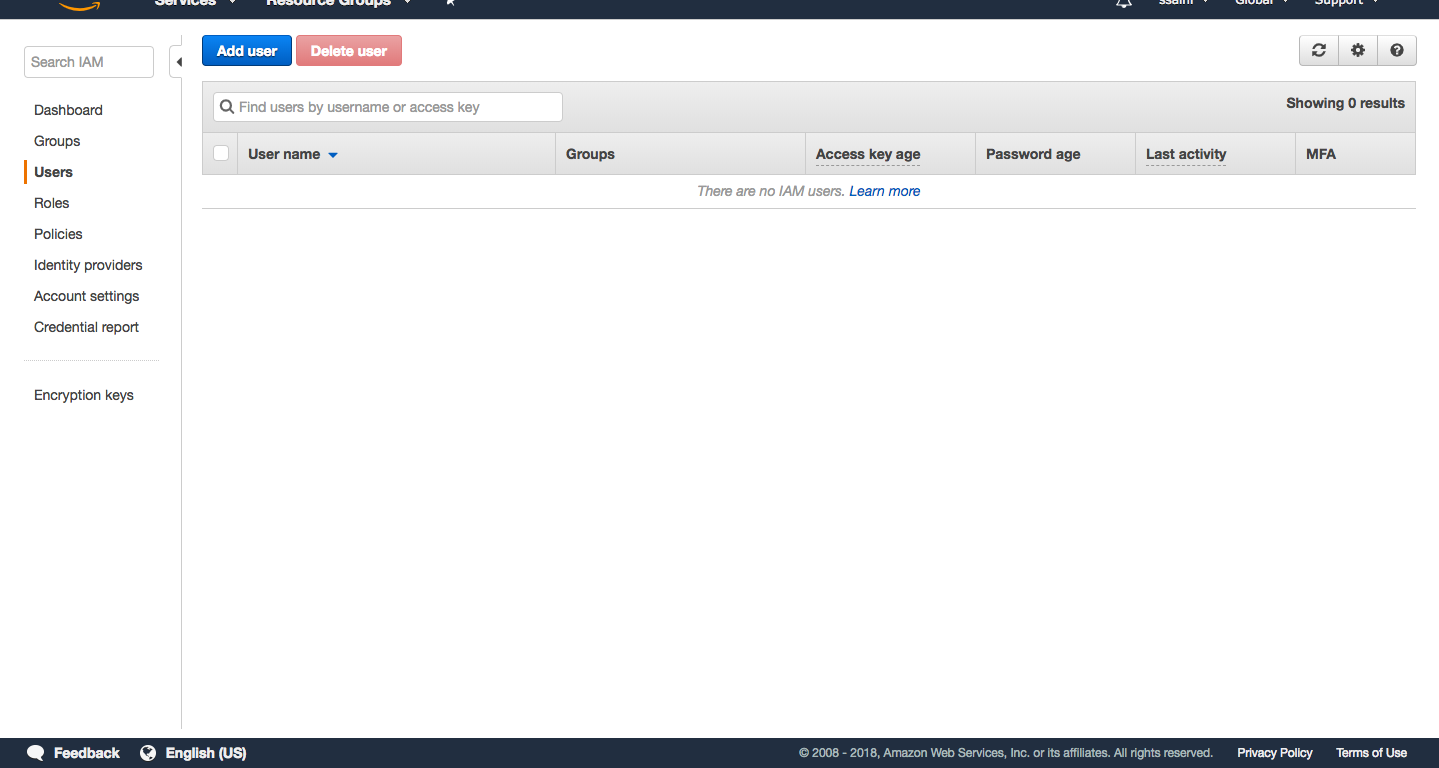 Services Resource Groups ssaini Global Support
Search IAM
Add user Delete user
Dashboard
Groups
Users
Roles
Policies
Identity providers
Account settings
Credential report
Encryption keys
Find users by username or access key
Showing 0 results
User name Groups Access key age Password age Last activity MFA
There are no IAM users. Learn more
Feedback English (US) © 2008 - 2018, Amazon Web Services, Inc. or its affiliates. All rights reserved. Privacy Policy Terms of Use